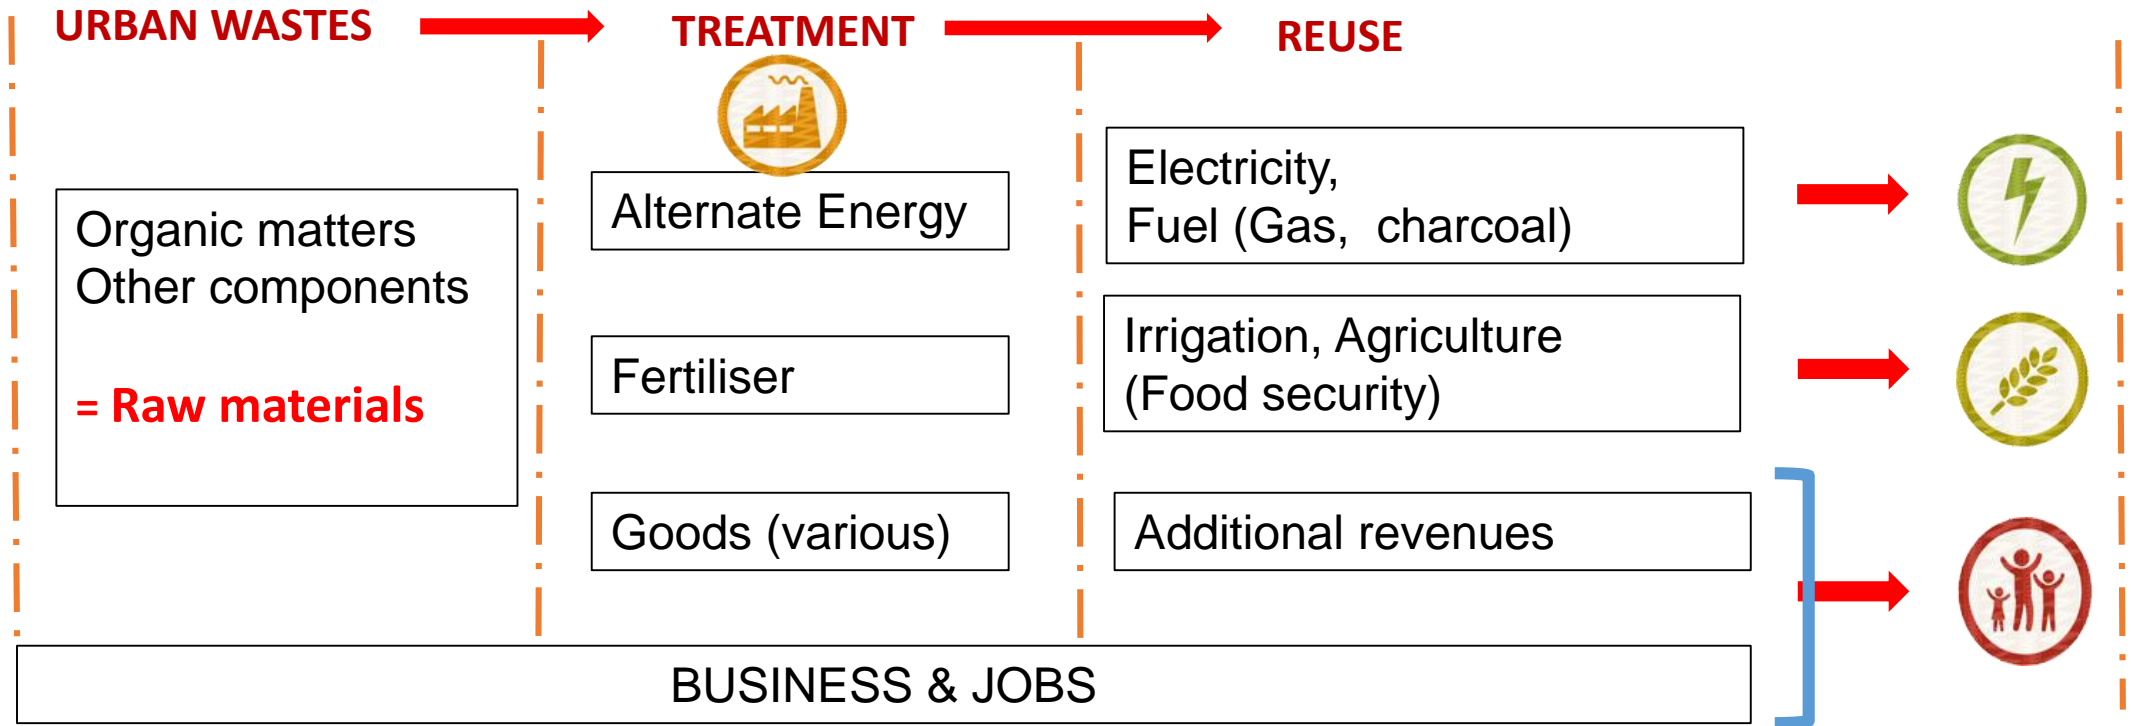 URBAN WASTES
TREATMENT
REUSE
Organic matters
Other components
= Raw materials
Alternate Energy
Fertiliser
Goods (various)
Electricity,
Fuel (Gas, charcoal)
Irrigation, Agriculture
(Food security)
Additional revenues
BUSINESS & JOBS